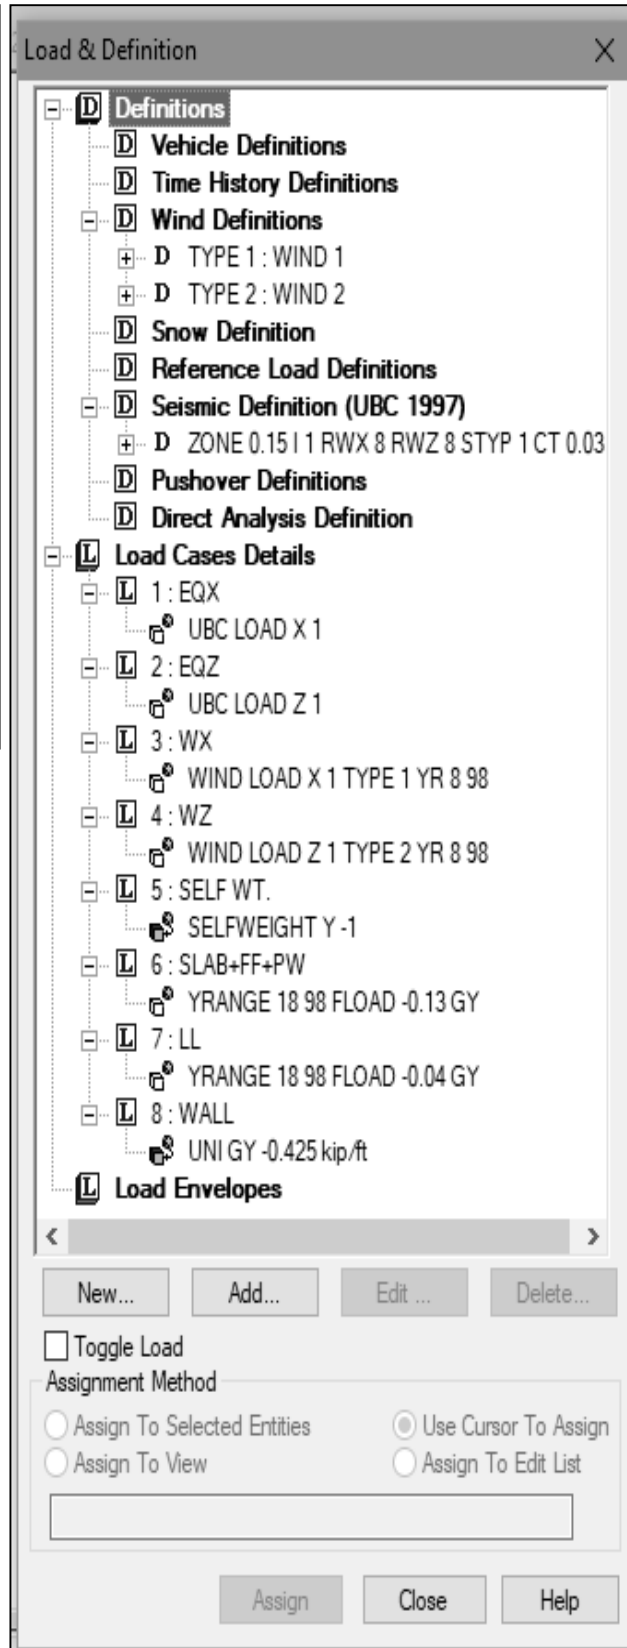 Load & Definition
Definitions
Vehicle Definitions
Time History Definitions
Wind Definitions
TYPE 1 : WIND 1
TYPE 2 : WIND 2
Snow Definition
Reference Load Definitions
Seismic Definition (UBC 1997)
ZONE 0.15 I 1 RWX 8 RWZ 8 STYP 1 CT 0.03
Pushover Definitions
Direct Analysis Definition
Load Cases Details
1 : EQX
UBC LOAD X 1
2 : EQZ
UBC LOAD Z 1
3 : WX
WIND LOAD X 1 TYPE 1 YR 8 98
4 : WZ
WIND LOAD Z 1 TYPE 2 YR 8 98
5 : SELF WT.
SELFWEIGHT Y -1
6 : SLAB+FF+PW
YRANGE 18 98 FLOAD -0.13 GY
7 : LL
YRANGE 18 98 FLOAD -0.04 GY
8 : WALL
UNI GY -0.425 kip/ft
Load Envelopes
New... Add... Edit ... Delete...
Toggle Load
Assignment Method
Assign To Selected Entities Use Cursor To Assign
Assign To View Assign To Edit List
Assign Close Help